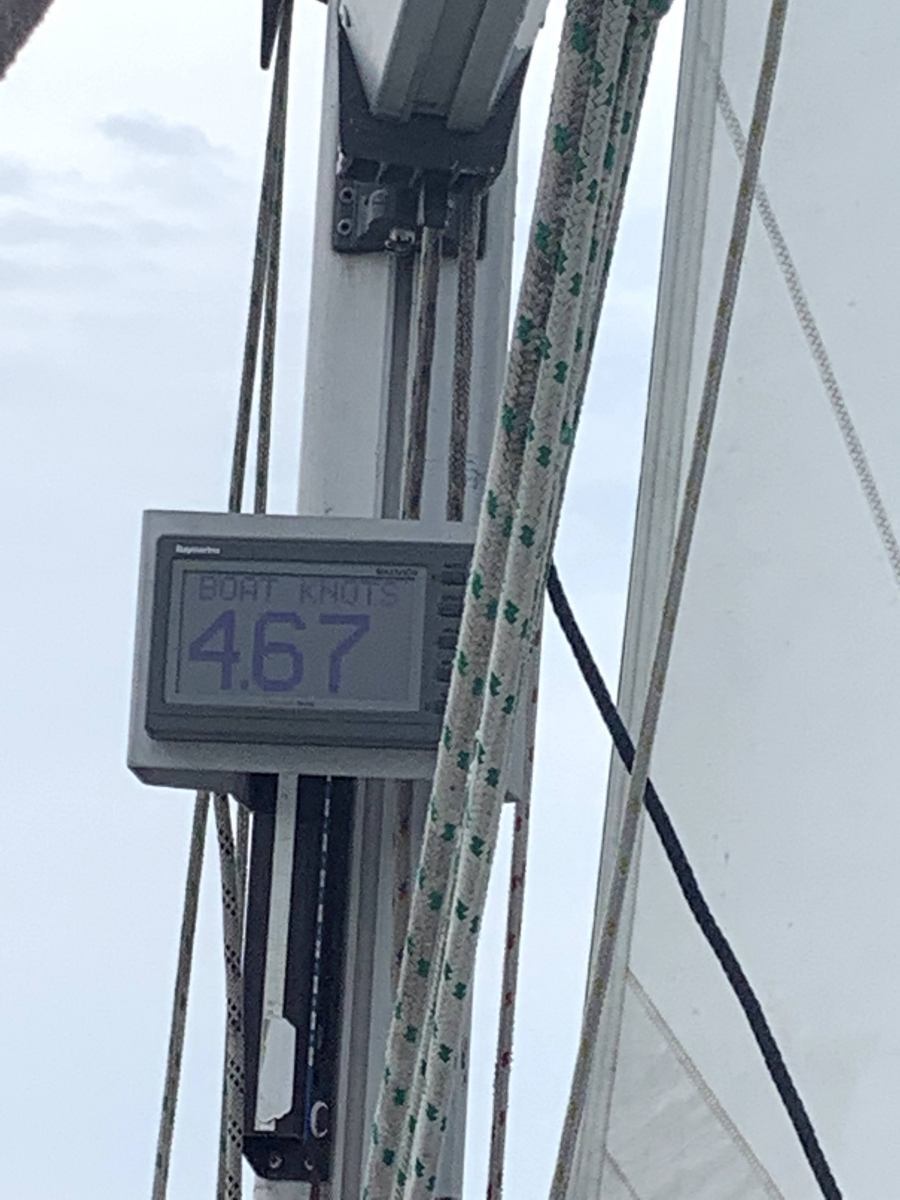 Raymarine
BOAT KNOTS
4.67